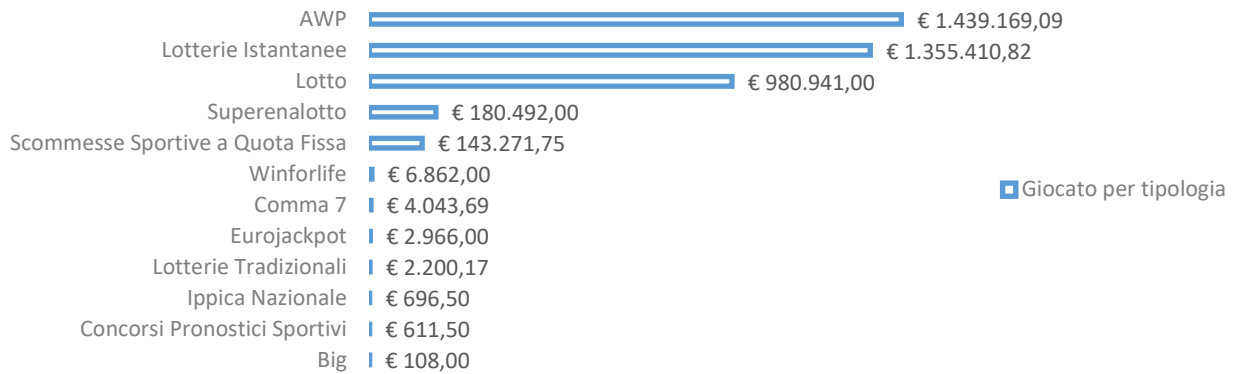 AWP € 1.439.169,09
Lotterie Istantanee € 1.355.410,82
Lotto € 980.941,00
Superenalotto € 180.492,00
Scommesse Sportive a Quota Fissa € 143.271,75
Winforlife € 6.862,00
Giocato per tipologia
Comma 7 € 4.043,69
Eurojackpot € 2.966,00
Lotterie Tradizionali € 2.200,17
Ippica Nazionale € 696,50
Concorsi Pronostici Sportivi € 611,50
Big € 108,00